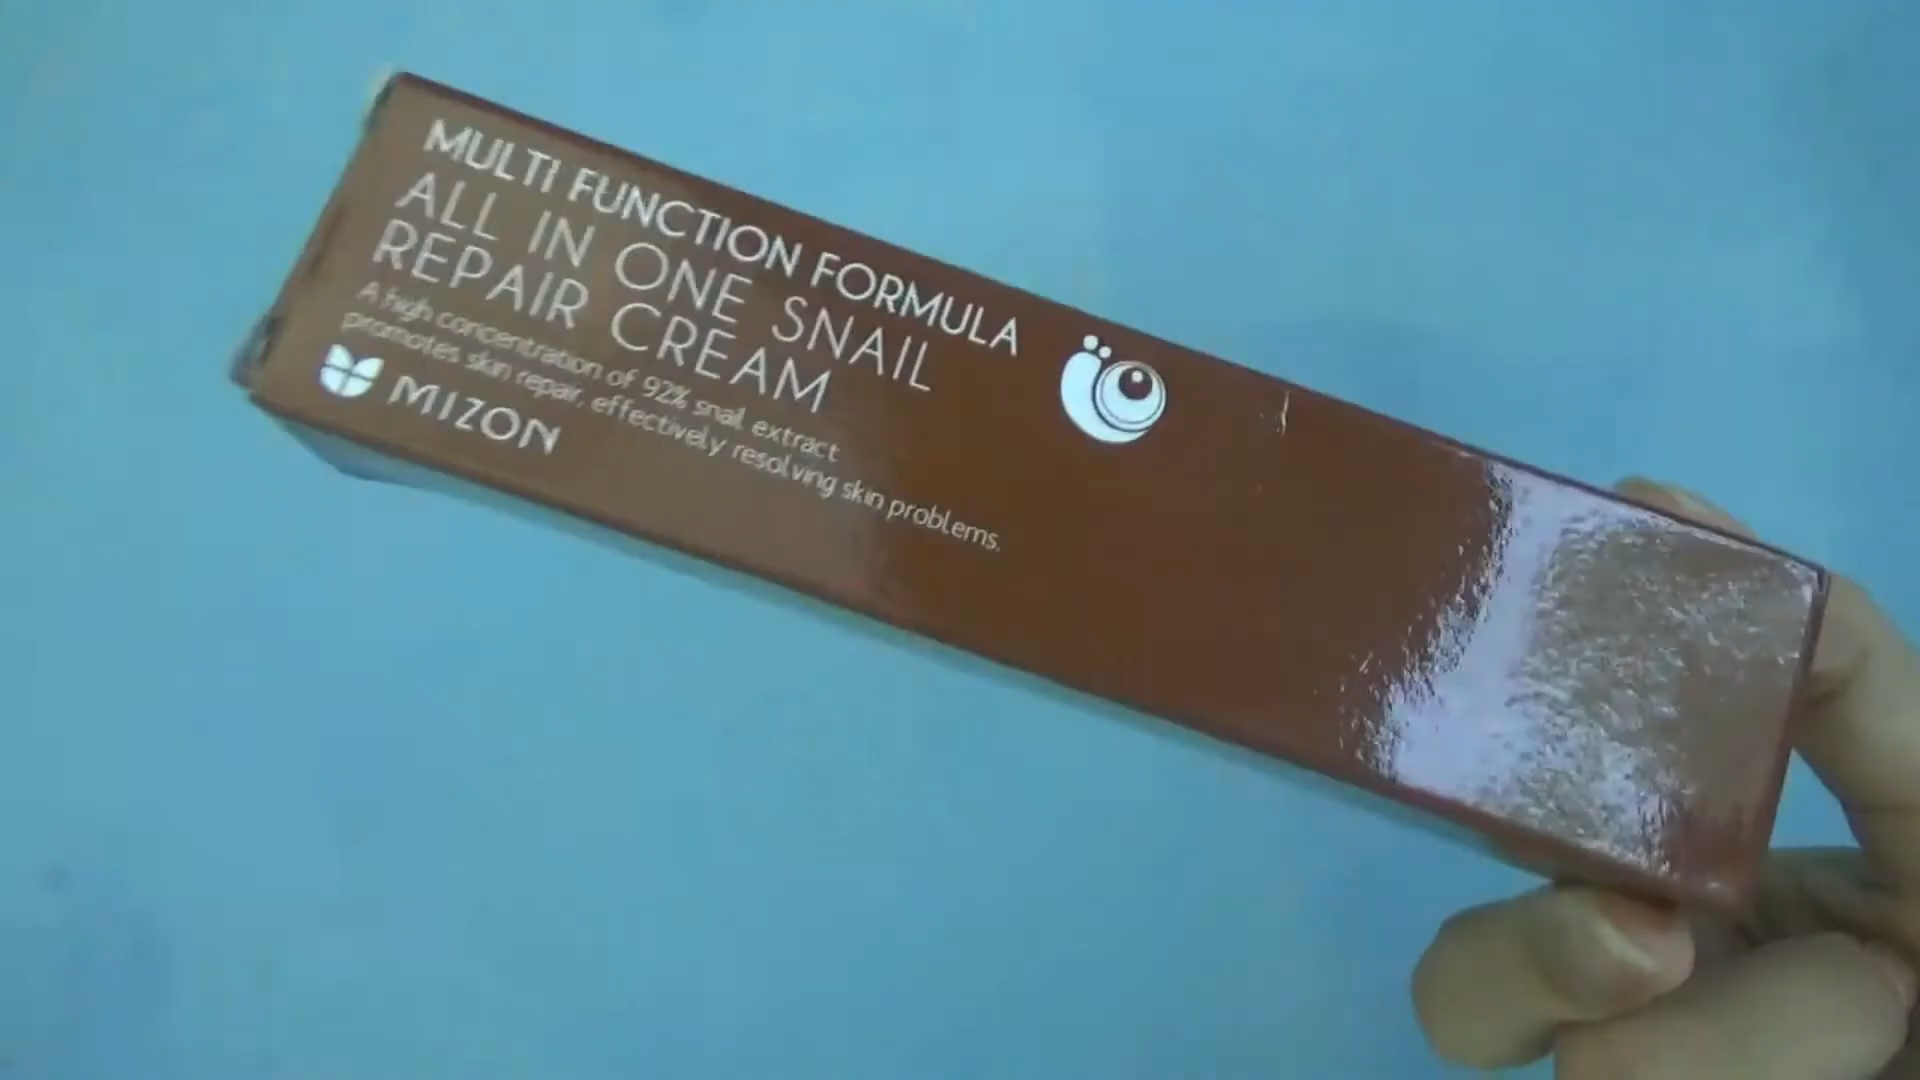 MULTI FUNCTION FORMULA
ALL IN ONE SNAIL
REPAIR CREAM
A high concentration of 92% snail extract
promotes skin repair, effectively resolving skin problems.
MIZON